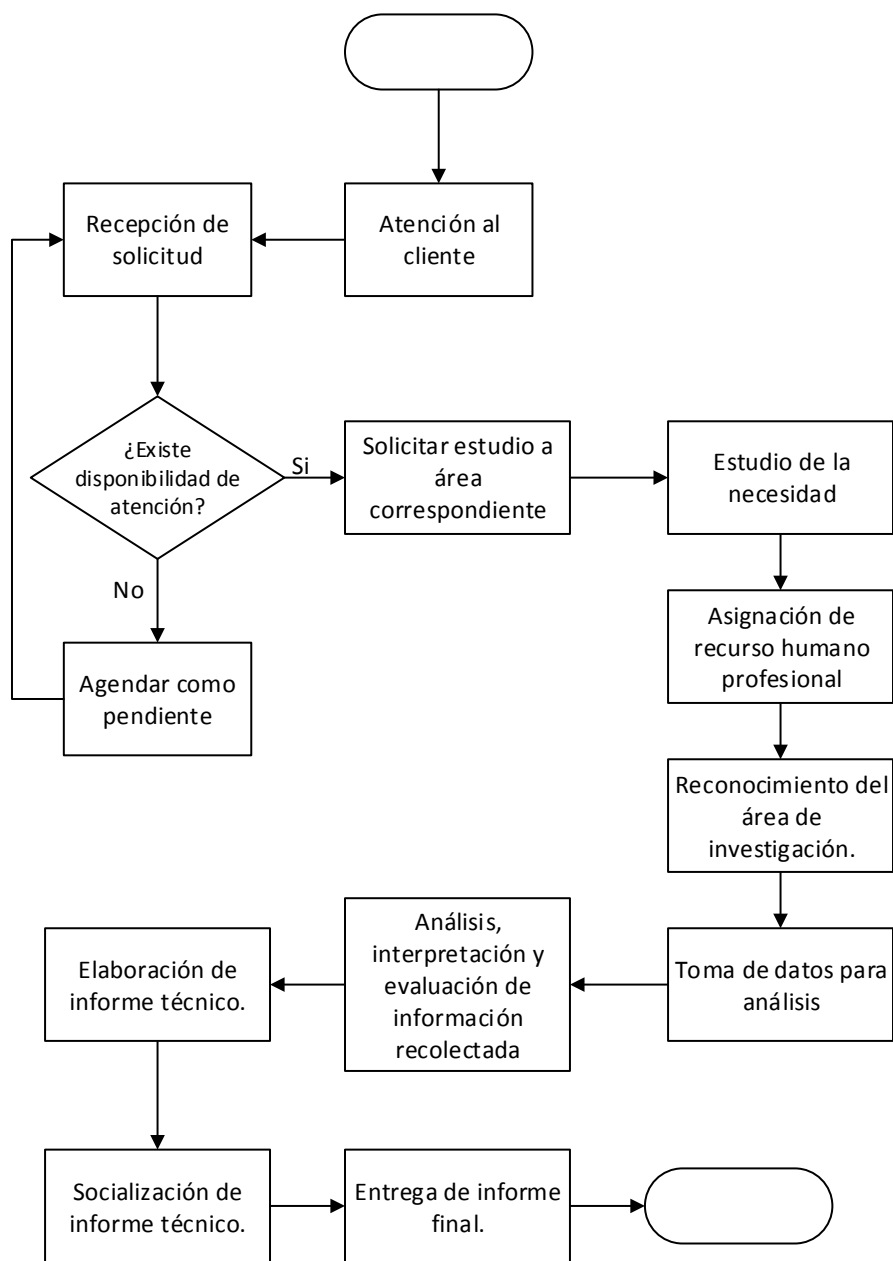 Atención al
cliente
Recepción de
solicitud
¿Existe
disponibilidad de
atención?
Si
No
Agendar como
pendiente
Solicitar estudio a
área
correspondiente
Estudio de la
necesidad
Asignación de
recurso humano
profesional
Reconocimiento del
área de
investigación.
Toma de datos para
análisis
Análisis,
interpretación y
evaluación de
información
recolectada
Elaboración de
informe técnico.
Socialización de
informe técnico.
Entrega de informe
final.